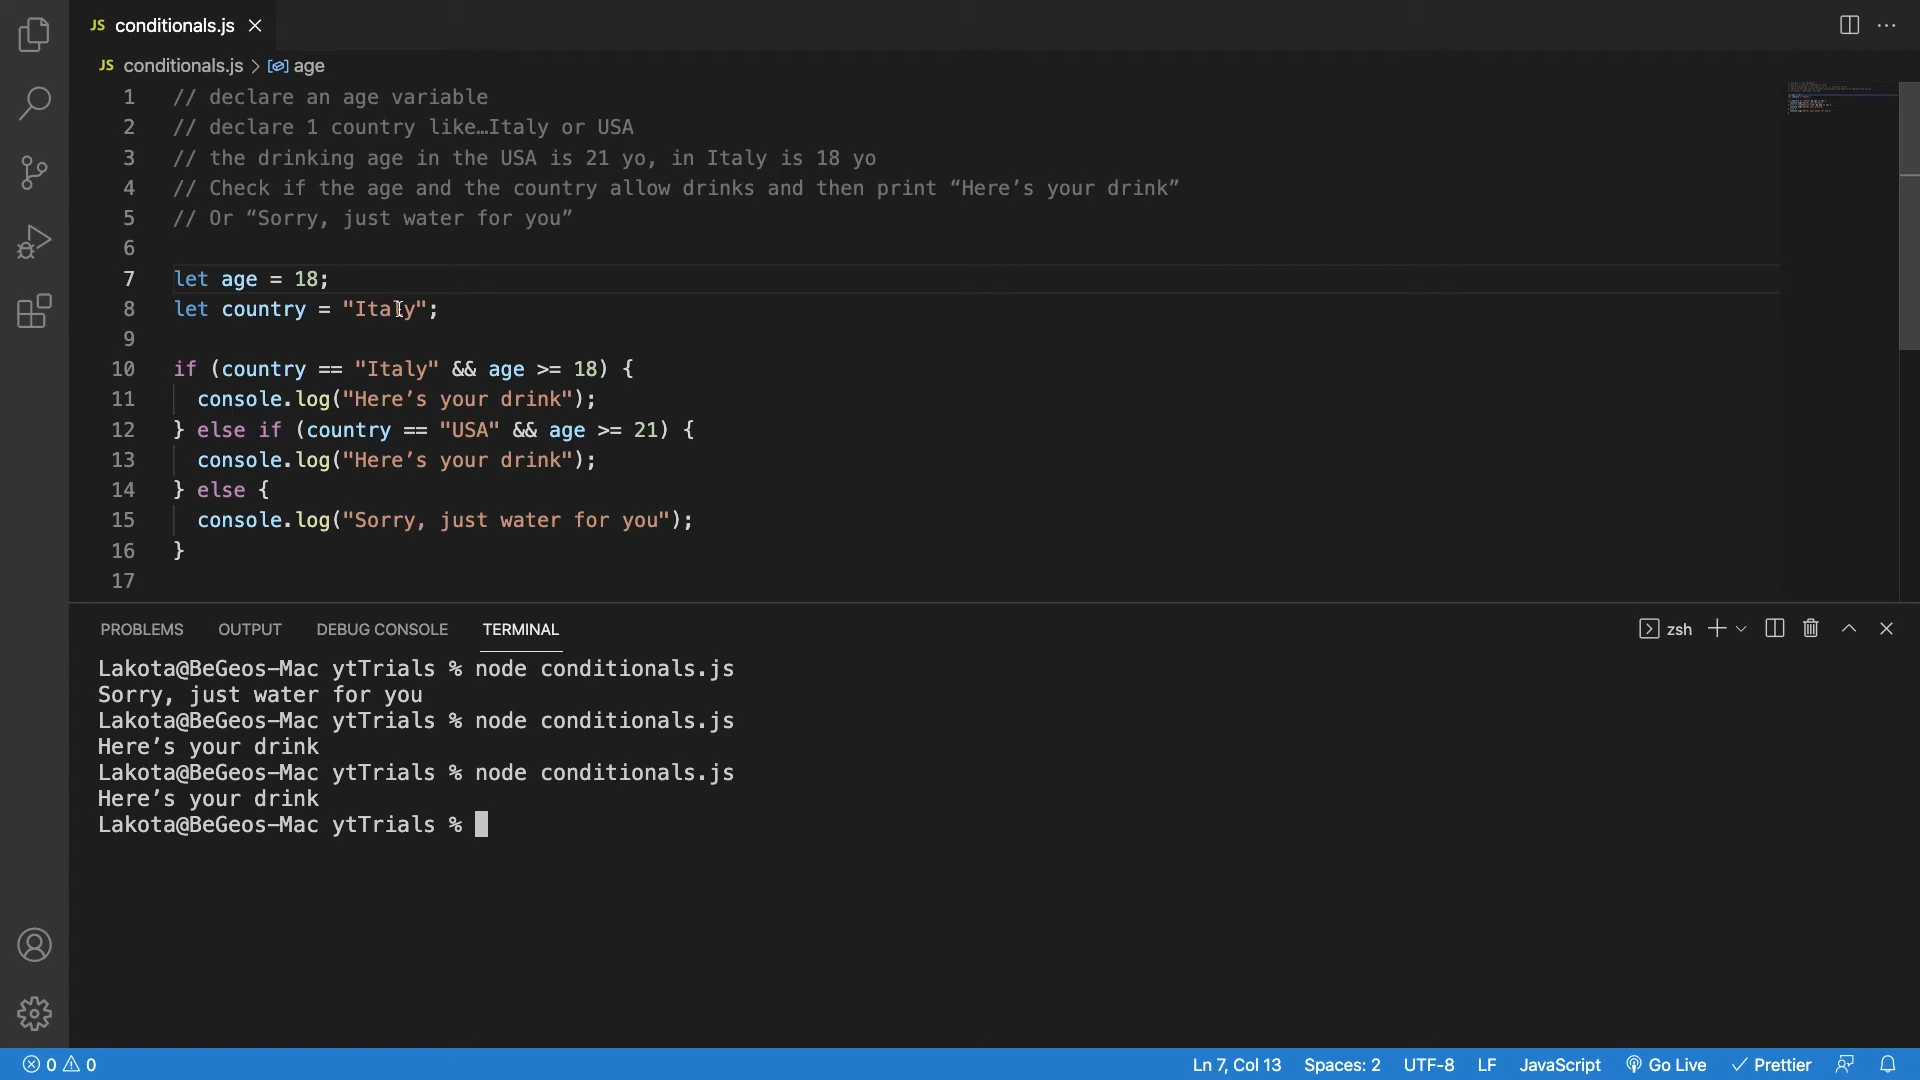 JS conditionals.js
JS conditionals.js > age
1 // declare an age variable
2 // declare 1 country like…Italy or USA
3 // the drinking age in the USA is 21 yo, in Italy is 18 yo
4 // Check if the age and the country allow drinks and then print “Here’s your drink”
5 // Or “Sorry, just water for you”
6
7 let age = 18;
8 let country = "Italy";
9
10 if (country == "Italy" && age >= 18) {
11 console.log("Here’s your drink");
12 } else if (country == "USA" && age >= 21) {
13 console.log("Here’s your drink");
14 } else {
15 console.log("Sorry, just water for you");
16 }
17
PROBLEMS OUTPUT DEBUG CONSOLE TERMINAL zsh
Lakota@BeGeos-Mac ytTrials % node conditionals.js
Sorry, just water for you
Lakota@BeGeos-Mac ytTrials % node conditionals.js
Here’s your drink
Lakota@BeGeos-Mac ytTrials % node conditionals.js
Here’s your drink
Lakota@BeGeos-Mac ytTrials %
0 0 Ln 7, Col 13 Spaces: 2 UTF-8 LF JavaScript Go Live Prettier